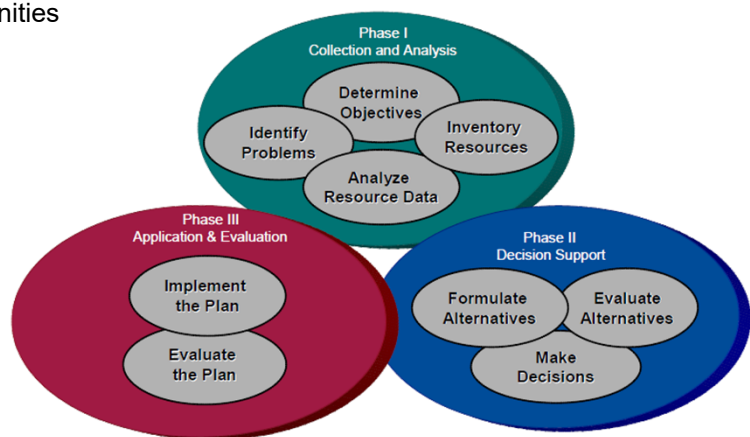 nities
Phase I
Collection and Analysis
Determine
Objectives
Identify
Problems
Inventory
Resources
Analyze
Resource Data
Phase III
Application & Evaluation
Implement
the Plan
Evaluate
the Plan
Phase II
Decision Support
Formulate
Alternatives
Evaluate
Alternatives
Make
Decisions